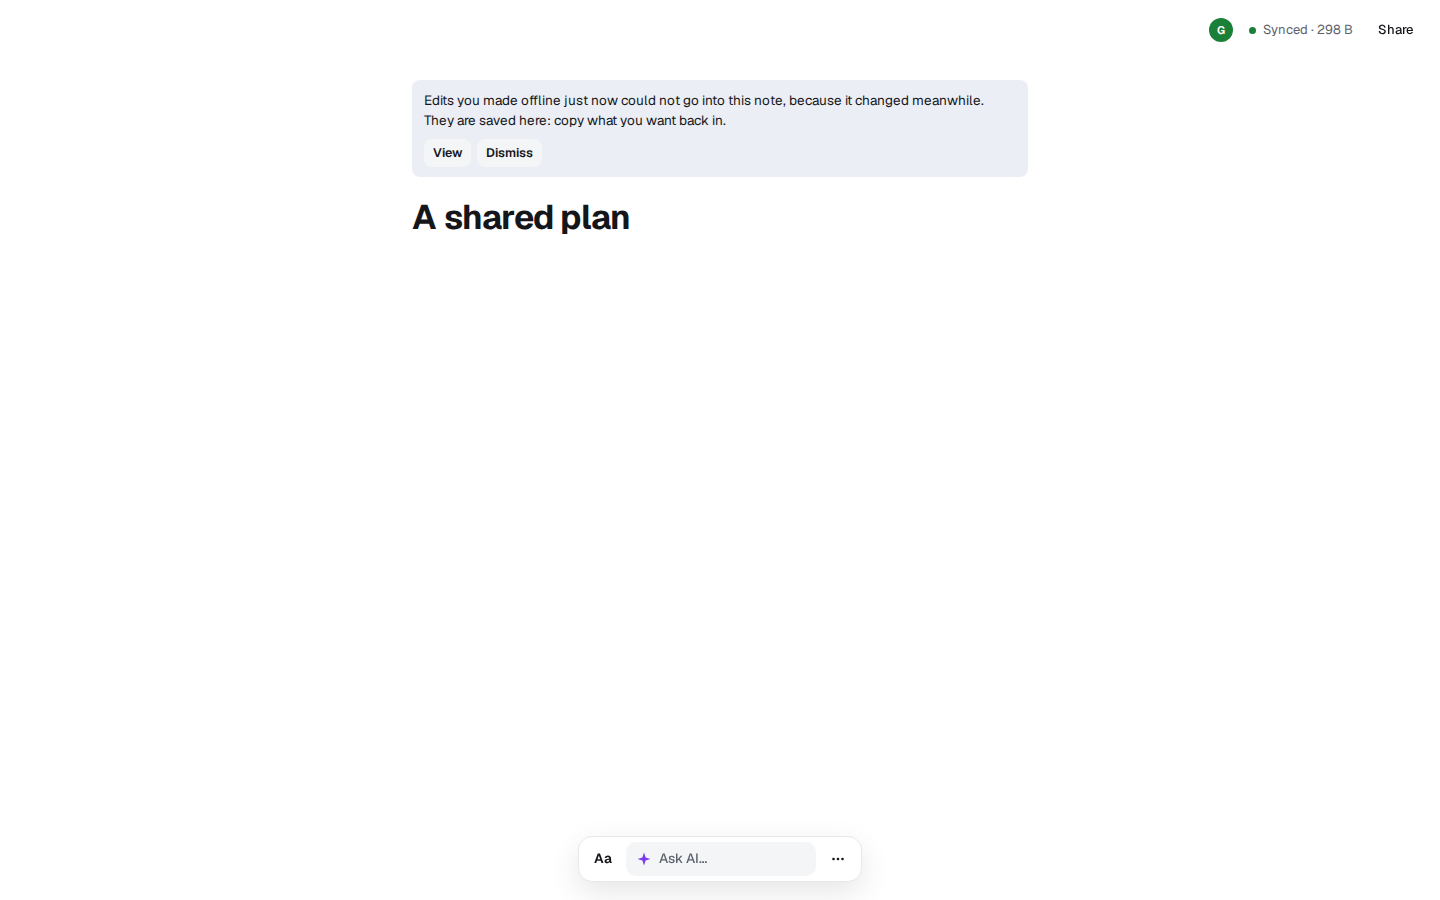 G
Synced · 298 B
Share
Edits you made offline just now could not go into this note, because it changed meanwhile.
They are saved here: copy what you want back in.
View
Dismiss
A shared plan
Aa
Ask AI...